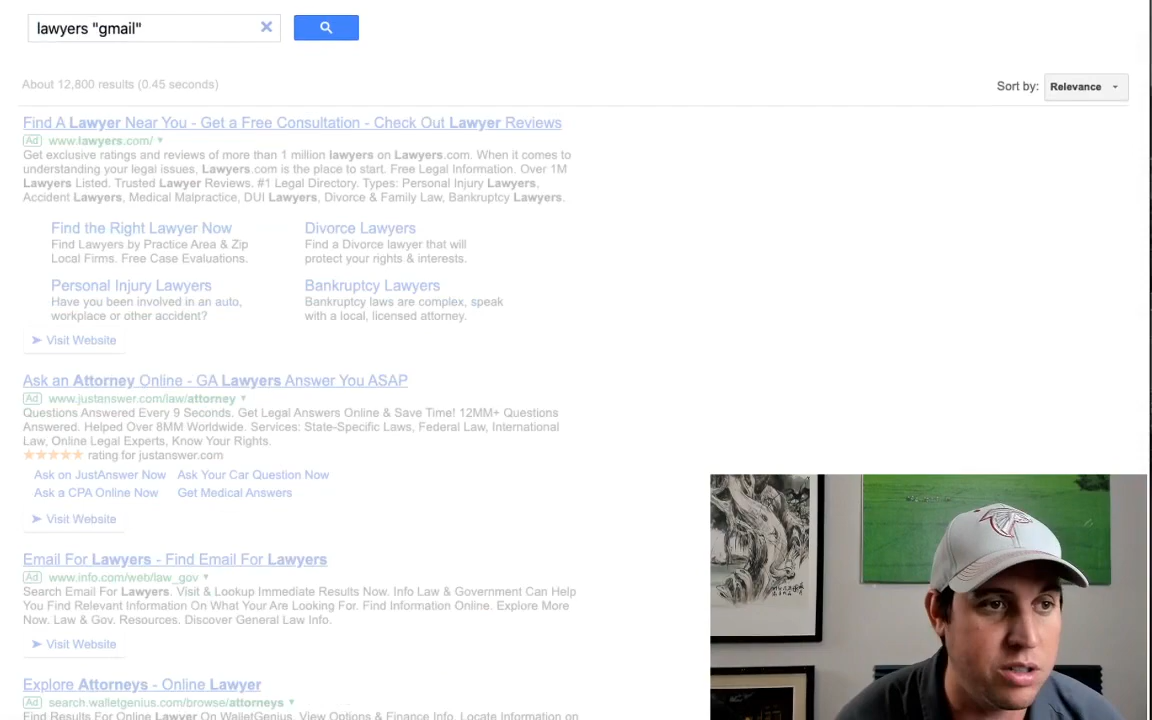 lawyers "gmail"
About 12,800 results (0.45 seconds)
Sort by: Relevance
Find A Lawyer Near You - Get a Free Consultation - Check Out Lawyer Reviews
Ad www.lawyers.com/
Get exclusive ratings and reviews of more than 1 million lawyers on Lawyers.com. When it comes to
understanding your legal issues, Lawyers.com is the place to start. Free Legal Information. Over 1M
Lawyers Listed. Trusted Lawyer Reviews. #1 Legal Directory. Types: Personal Injury Lawyers,
Accident Lawyers, Medical Malpractice, DUI Lawyers, Divorce & Family Law, Bankruptcy Lawyers.
Find the Right Lawyer Now
Find Lawyers by Practice Area & Zip
Local Firms. Free Case Evaluations.
Divorce Lawyers
Find a Divorce lawyer that will
protect your rights & interests.
Personal Injury Lawyers
Have you been involved in an auto,
workplace or other accident?
Bankruptcy Lawyers
Bankruptcy laws are complex, speak
with a local, licensed attorney.
Visit Website
Ask an Attorney Online - GA Lawyers Answer You ASAP
Ad www.justanswer.com/law/attorney
Questions Answered Every 9 Seconds. Get Legal Answers Online & Save Time! 12MM+ Questions
Answered. Helped Over 8MM Worldwide. Services: State-Specific Laws, Federal Law, International
Law, Online Legal Experts, Know Your Rights.
rating for justanswer.com
Ask on JustAnswer Now Ask Your Car Question Now
Ask a CPA Online Now Get Medical Answers
Visit Website
Email For Lawyers - Find Email For Lawyers
Ad www.info.com/web/law_gov
Search Email For Lawyers. Visit & Lookup Immediate Results Now. Info Law & Government Can Help
You Find Relevant Information On What Your Are Looking For. Find Information Online. Explore More
Now. Law & Gov. Resources. Discover General Law Info.
Visit Website
Explore Attorneys - Online Lawyer
Ad search.walletgenius.com/browse/attorneys
Find Results For Online Lawyer On WalletGenius. View Options & Finance Info. Locate Information on